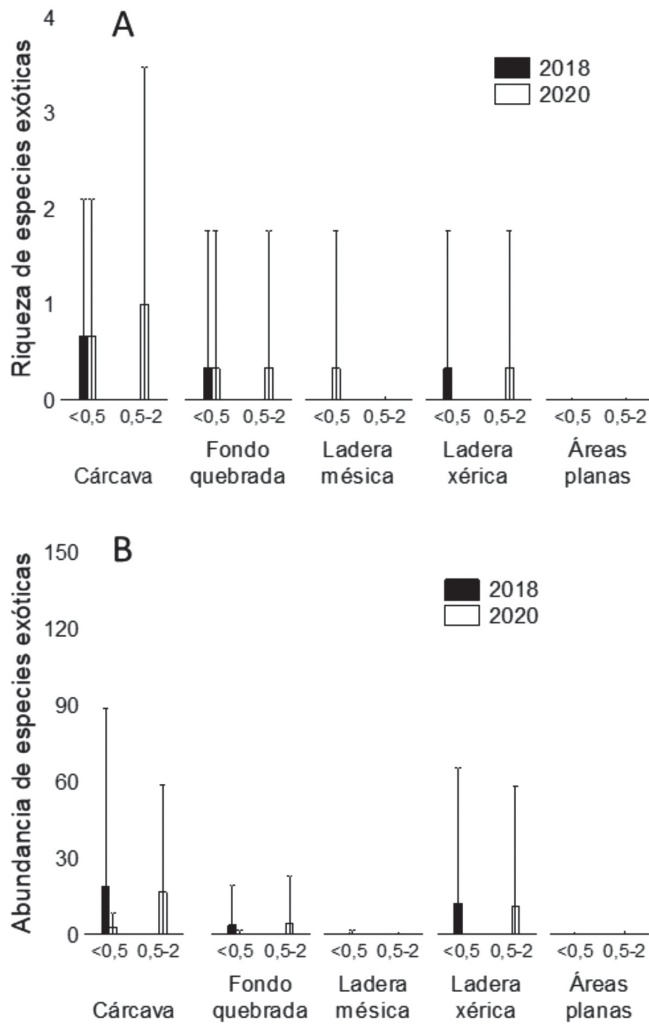 A
Riqueza de especies exóticas
4
3
2
1
0
2018
2020
<0,5 0,5-2 <0,5 0,5-2 <0,5 0,5-2 <0,5 0,5-2 <0,5 0,5-2
Cárcava
Fondo
quebrada
Ladera
mésica
Ladera
xérica
Áreas
planas
B
Abundancia de especies exóticas
150
120
90
60
30
0
2018
2020
<0,5 0,5-2 <0,5 0,5-2 <0,5 0,5-2 <0,5 0,5-2 <0,5 0,5-2
Cárcava
Fondo
quebrada
Ladera
mésica
Ladera
xérica
Áreas
planas